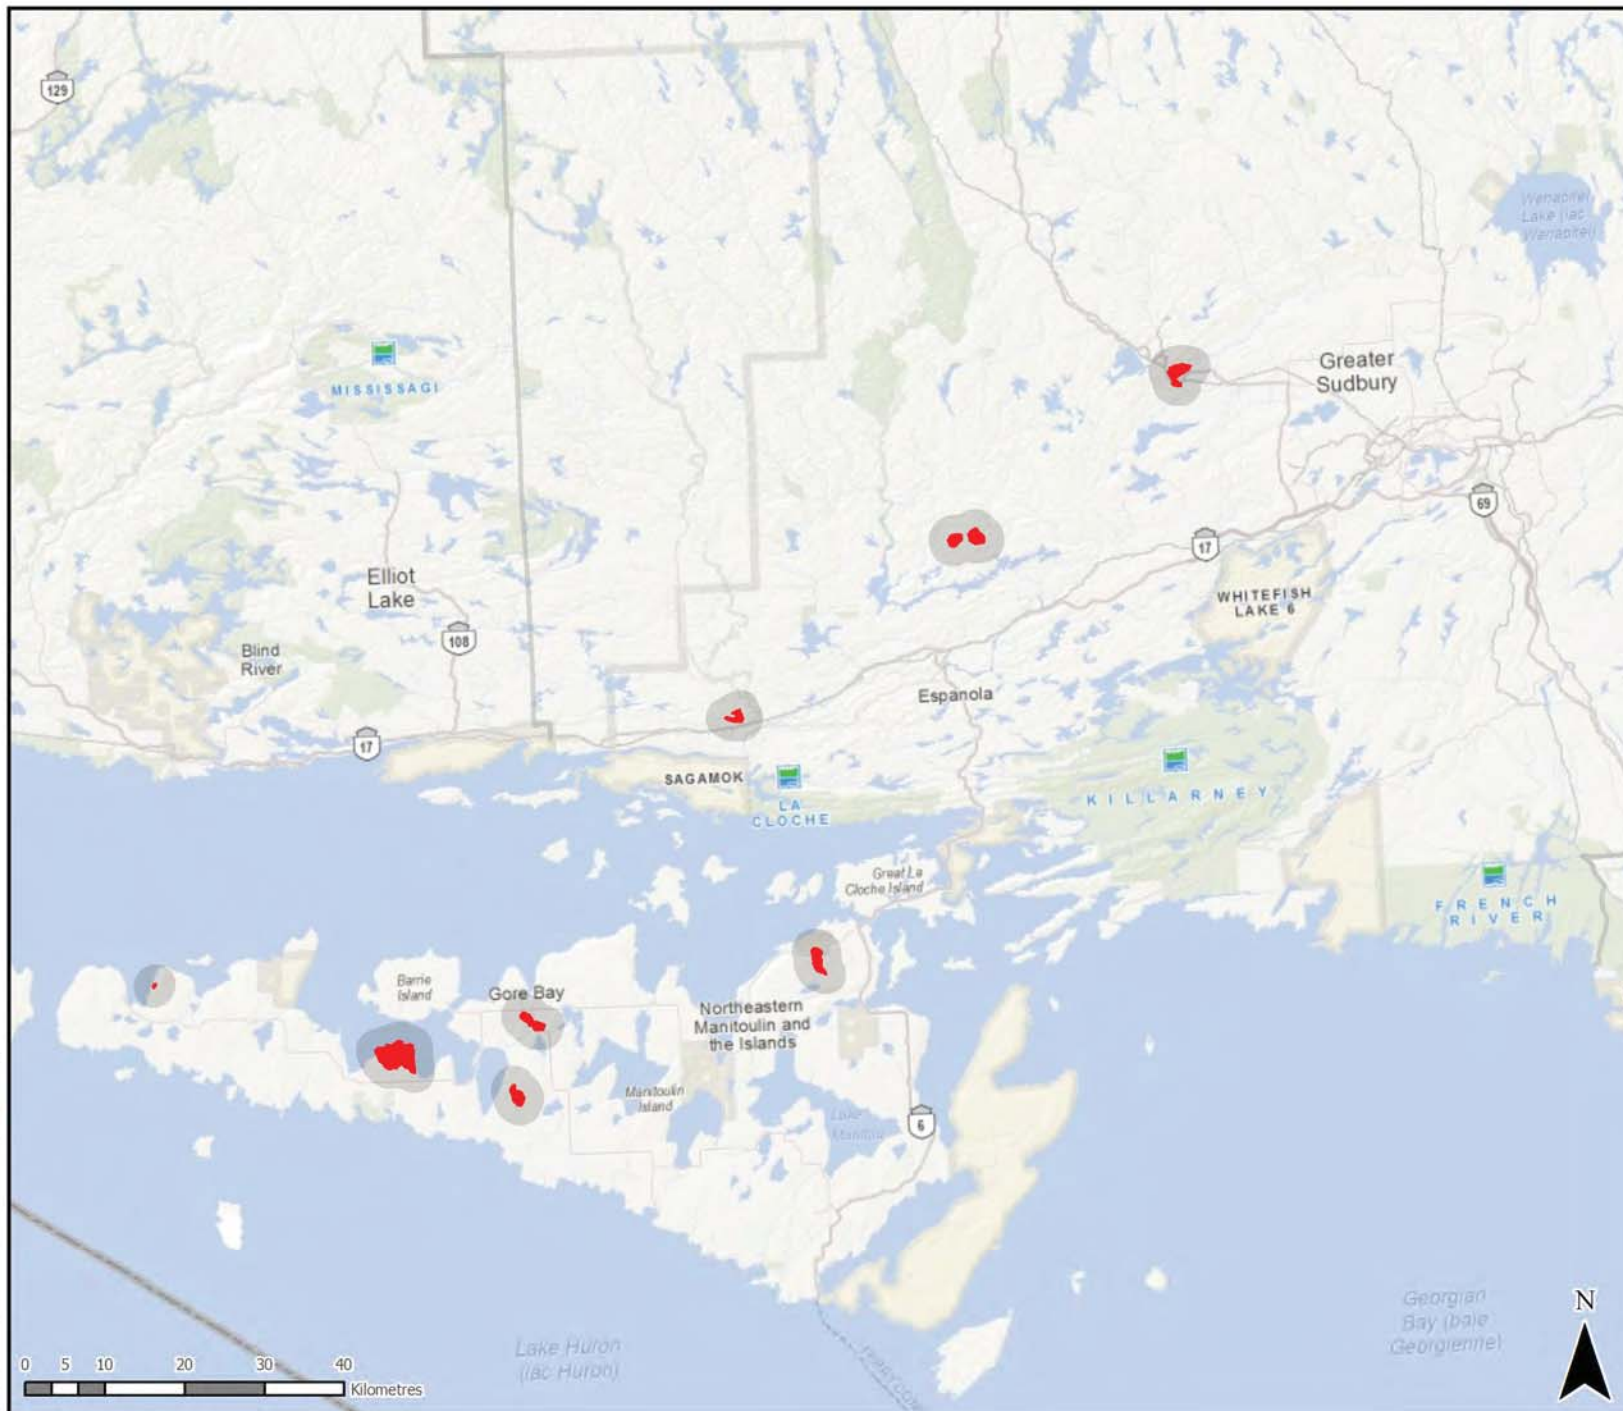 129
Wanapitei
Lake (lac
Wanapitei)
MISSISSAGI
Greater
Sudbury
69
17
Elliot
Lake
WHITEFISH
LAKE 6
108
Blind
River
Espanola
17
SAGAMOK
LA
CLOCHE
KILLARNEY
Great La
Cloche Island
FRENCH
RIVER
Barrie
Island
Gore Bay
Northeastern
Manitoulin and
the Islands
Manitoulin
Island
Lake
Manitou
6
Georgian
Bay (baie
Georgienne)
N
Lake Huron
(lac Huron)
0 5 10 20 30 40
Kilometres